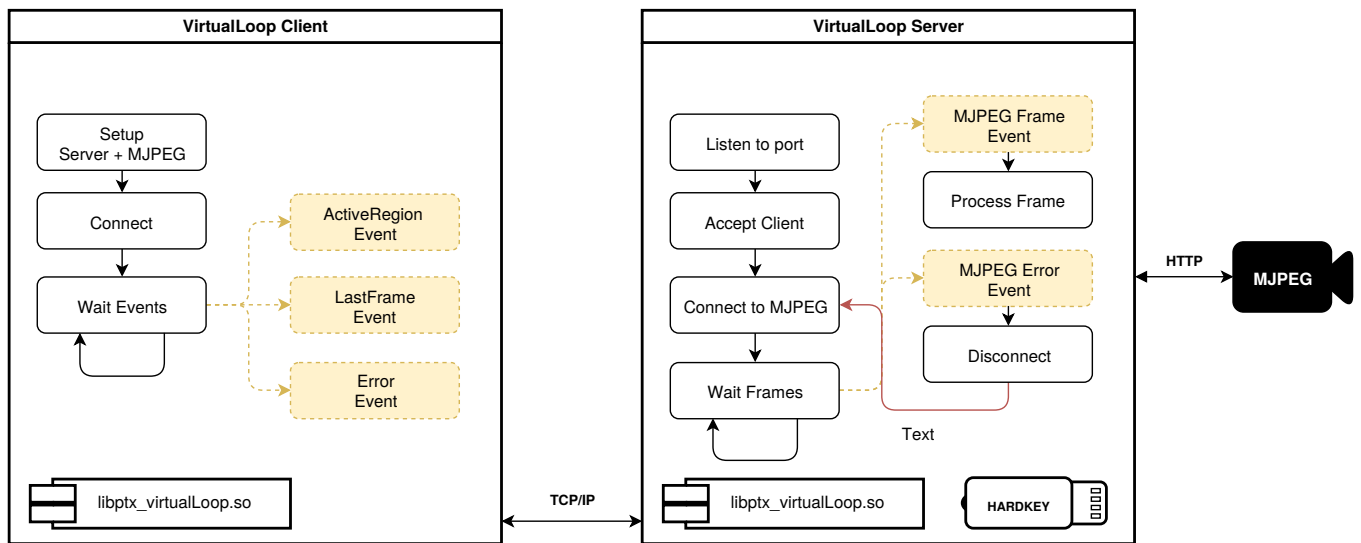 VirtualLoop Client
Setup
Server + MJPEG
Connect
Wait Events
ActiveRegion
Event
LastFrame
Event
Error
Event
libptx_virtualLoop.so
TCP/IP
VirtualLoop Server
Listen to port
Accept Client
Connect to MJPEG
Wait Frames
MJPEG Frame
Event
Process Frame
MJPEG Error
Event
Disconnect
Text
libptx_virtualLoop.so
HARDKEY
HTTP
MJPEG